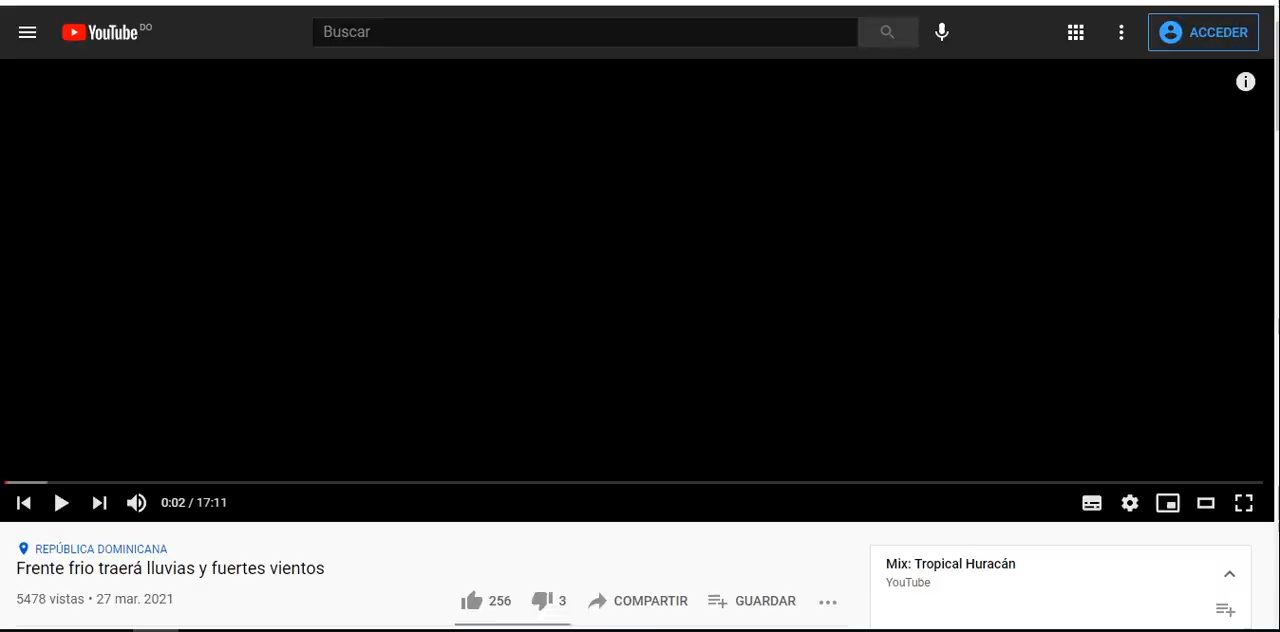 YouTube DO
Buscar
ACCEDER
0:02 / 17:11
REPÚBLICA DOMINICANA
Frente frio traerá lluvias y fuertes vientos
5478 vistas • 27 mar. 2021
256
3
COMPARTIR
GUARDAR
Mix: Tropical Huracán
YouTube